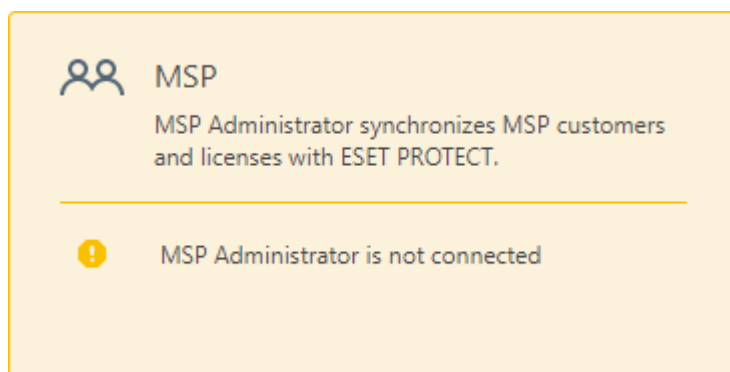 MSP
MSP Administrator synchronizes MSP customers
and licenses with ESET PROTECT.
MSP Administrator is not connected